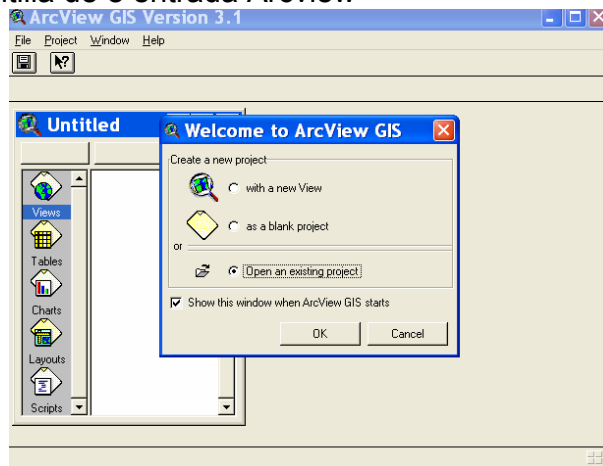 ArcView GIS Version 3.1
File Project Window Help
Untitled
Welcome to ArcView GIS
Create a new project
with a new View
as a blank project
or
Open an existing project
Show this window when ArcView GIS starts
OK Cancel
Views
Tables
Charts
Layouts
Scripts